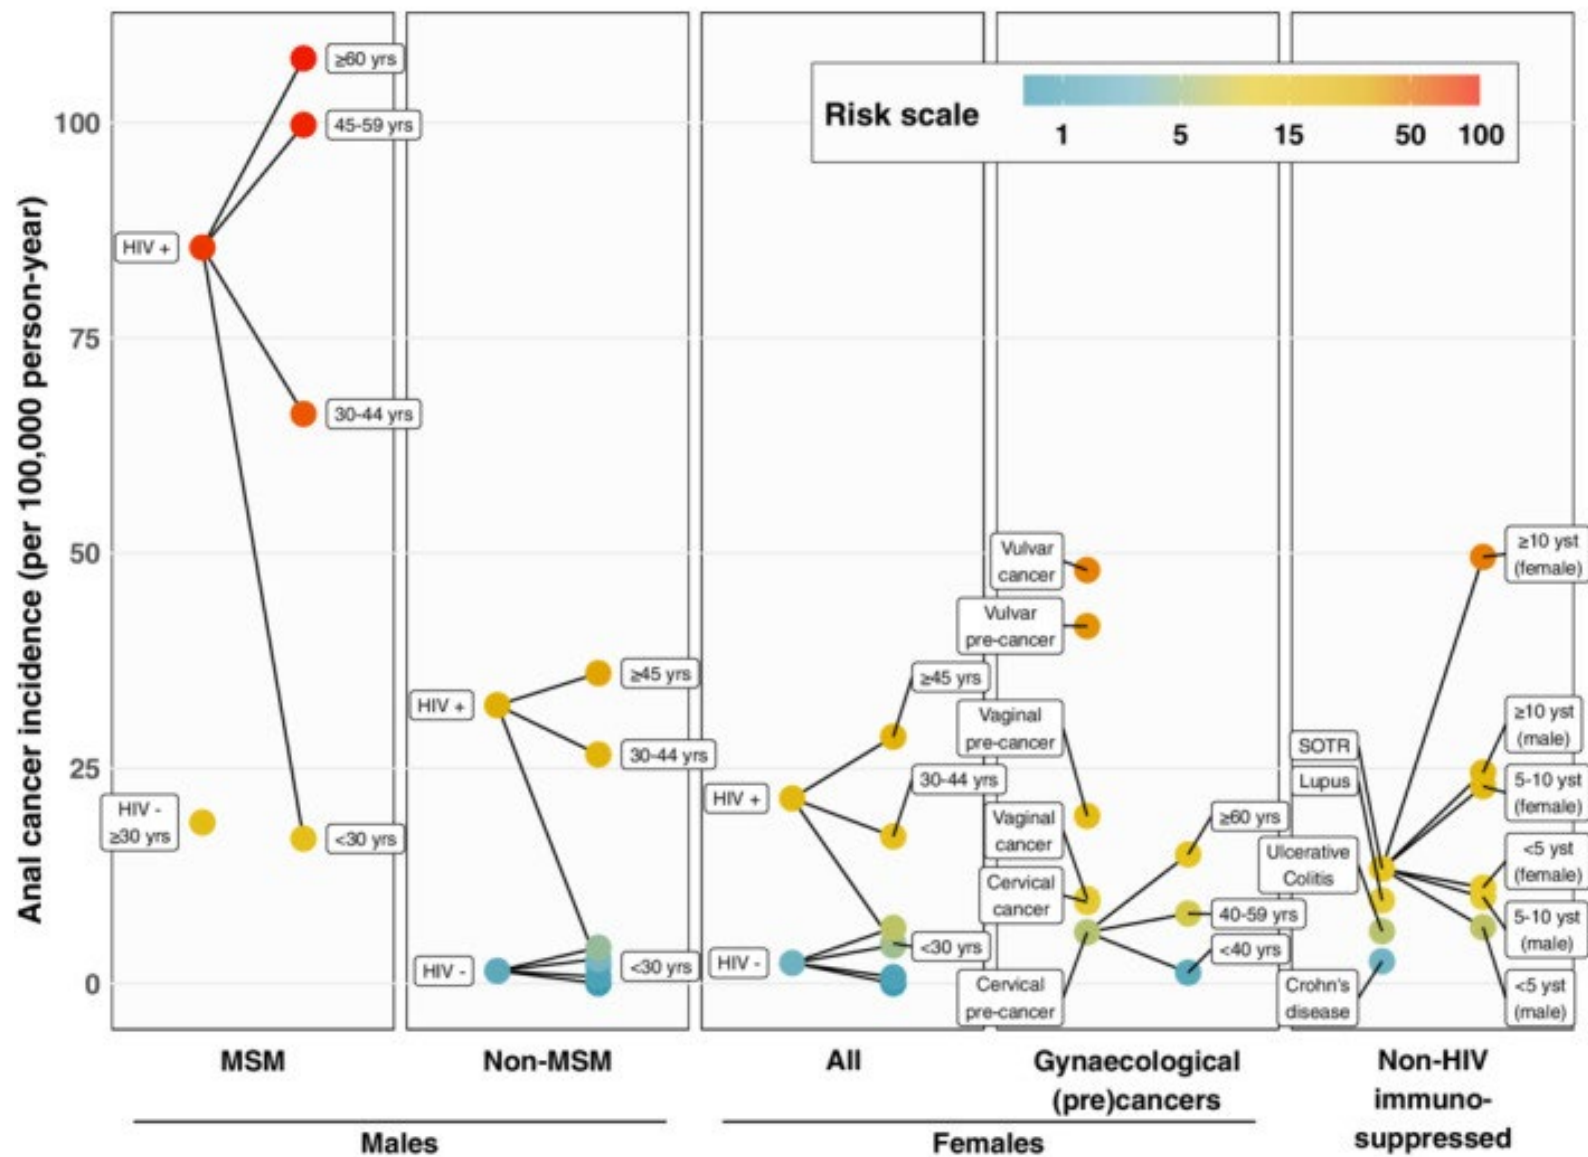 Anal cancer incidence (per 100,000 person-year)
100
75
50
25
0
Risk scale
1 5 15 50 100
≥60 yrs
45-59 yrs
HIV +
30-44 yrs
HIV -
≥30 yrs
<30 yrs
HIV +
≥45 yrs
30-44 yrs
HIV -
<30 yrs
HIV +
≥45 yrs
30-44 yrs
HIV -
<30 yrs
Vulvar
cancer
Vulvar
pre-cancer
Vaginal
pre-cancer
Vaginal
cancer
Cervical
cancer
Cervical
pre-cancer
≥60 yrs
40-59 yrs
<40 yrs
SOTR
Lupus
Ulcerative
Colitis
Crohn's
disease
≥10 yst
(female)
≥10 yst
(male)
5-10 yst
(female)
<5 yst
(female)
5-10 yst
(male)
<5 yst
(male)
MSM
Non-MSM
All
Gynaecological
(pre)cancers
Non-HIV
immuno-
suppressed
Males
Females